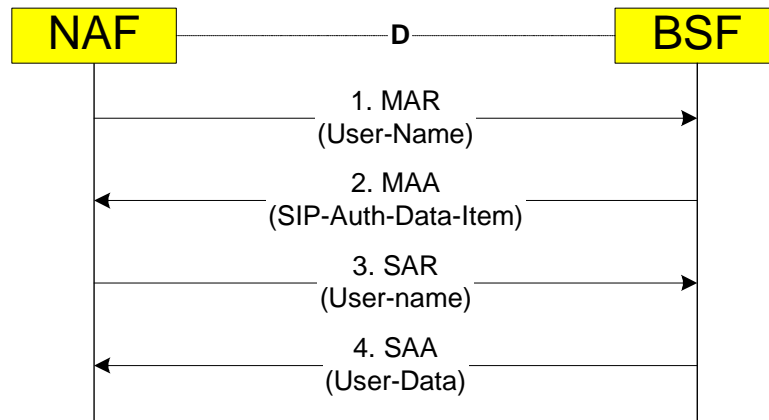 NAF
D
BSF
1. MAR
(User-Name)
2. MAA
(SIP-Auth-Data-Item)
3. SAR
(User-name)
4. SAA
(User-Data)